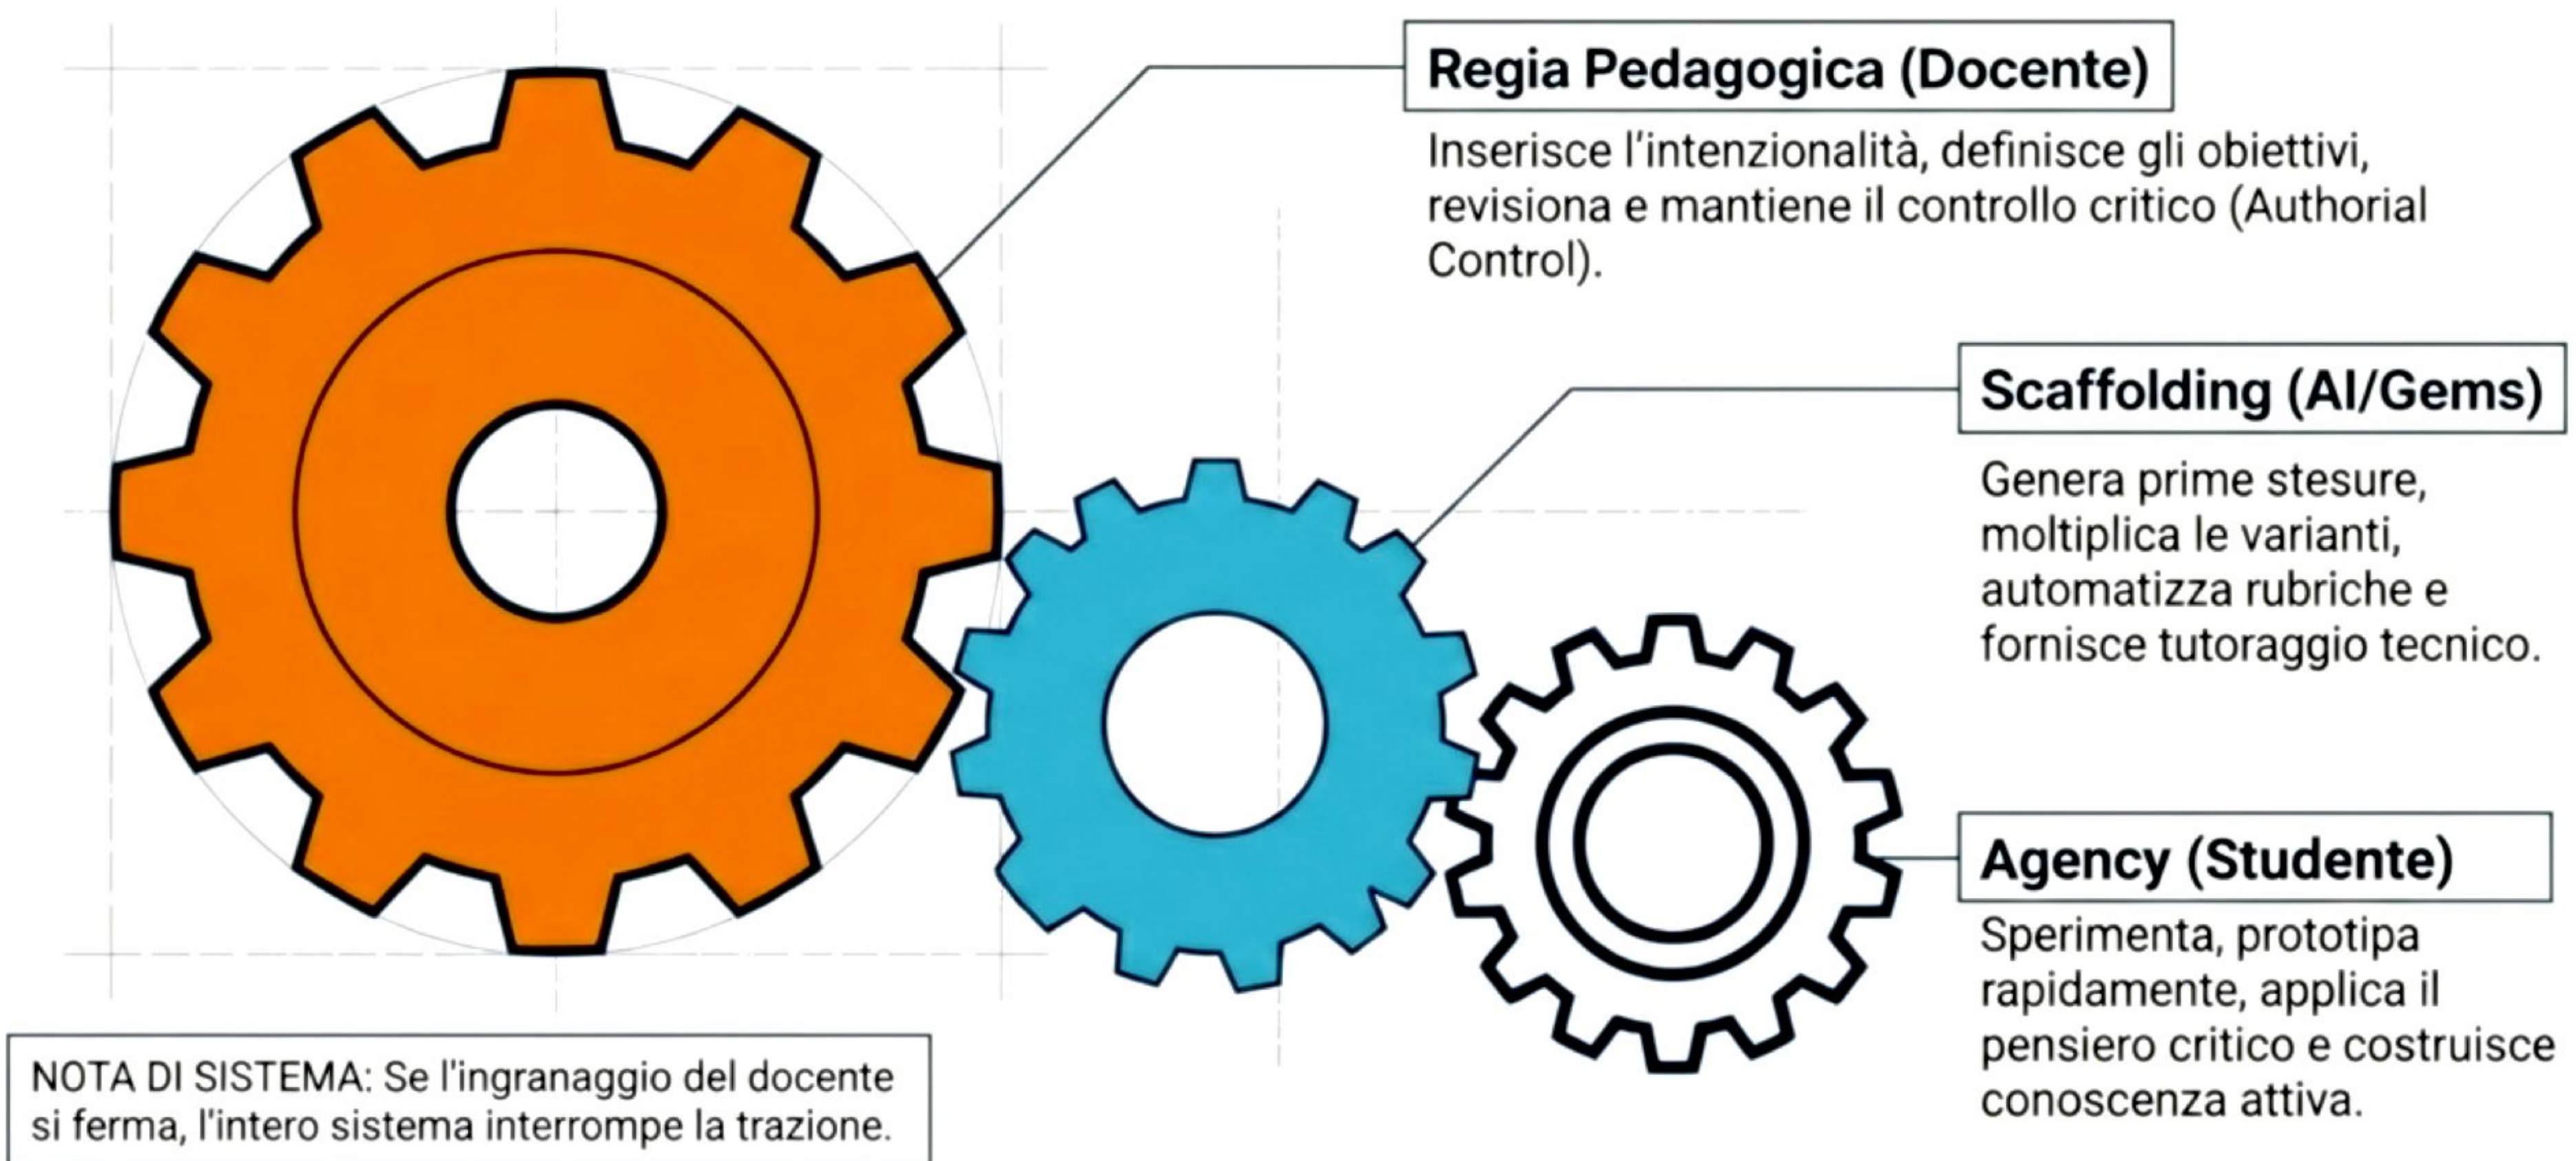 Regia Pedagogica (Docente)
Inserisce l'intenzionalità, definisce gli obiettivi,
revisiona e mantiene il controllo critico (Authorial
Control).
Scaffolding (AI/Gems)
Genera prime stesure,
moltiplica le varianti,
automatizza rubriche e
fornisce tutoraggio tecnico.
Agency (Studente)
Sperimenta, prototipa
rapidamente, applica il
pensiero critico e costruisce
conoscenza attiva.
NOTA DI SISTEMA: Se l'ingranaggio del docente
si ferma, l'intero sistema interrompe la trazione.